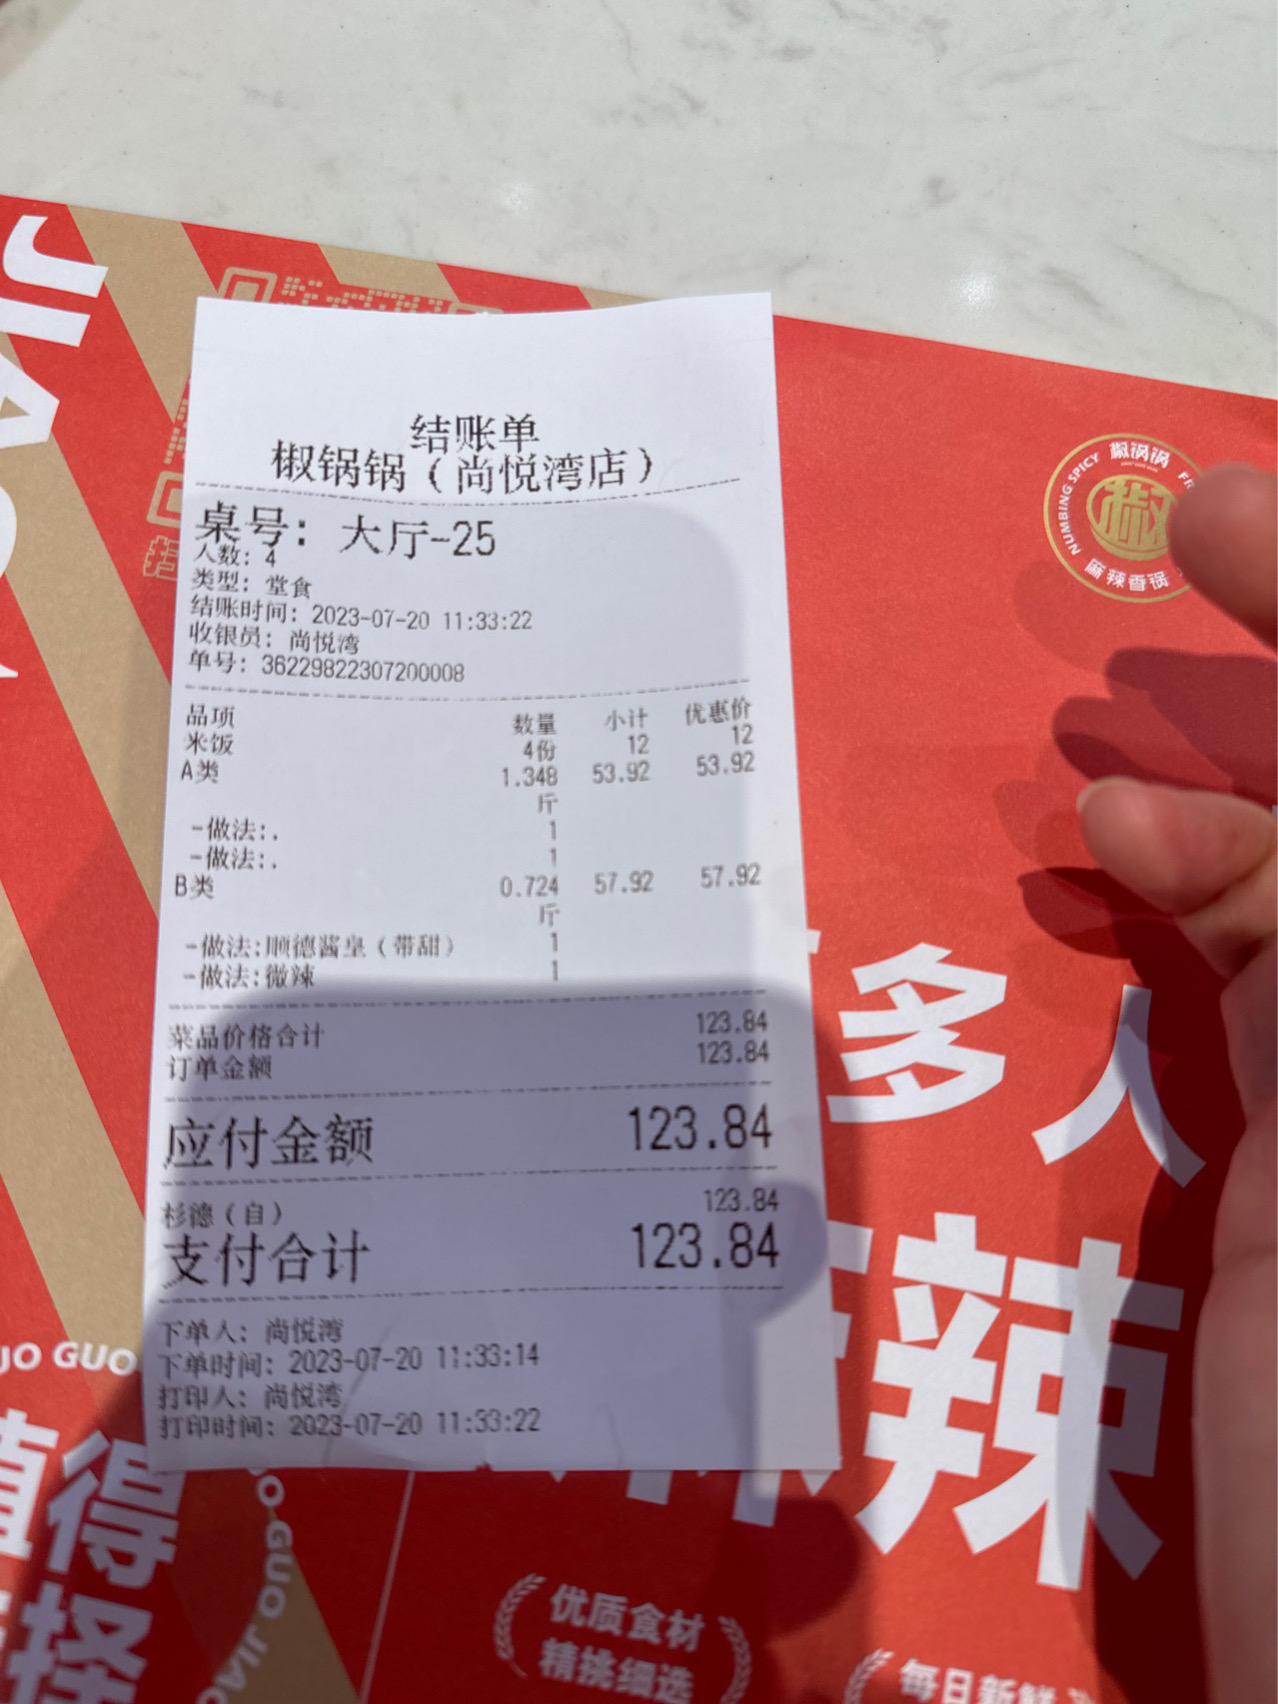 结账单
椒锅锅（尚悦湾店）
桌号： 大厅-25
人数：4
类型：堂食
结账时间：2023-07-20 11:33:22
收银员：尚悦湾
单号：362298822307200008
品项 数量 小计 优惠价
米饭 4份 12 12
A类 1.348 53.92 53.92
斤
-做法:. 1
-做法:. 1
B类 0.724 57.92 57.92
斤
-做法:顺德酱皇（带甜） 1
-做法:微辣 1
菜品价格合计 123.84
订单金额 123.84
应付金额 123.84
杉德（自） 123.84
支付合计 123.84
下单人：尚悦湾
下单时间：2023-07-20 11:33:14
打印人：尚悦湾
打印时间：2023-07-20 11:33:22
椒锅锅
NUMBING SPICY
椒
麻辣香锅
多人
辣
GUO
值得
择
GUO JIAO
优质食材
精挑细选
每日新鲜